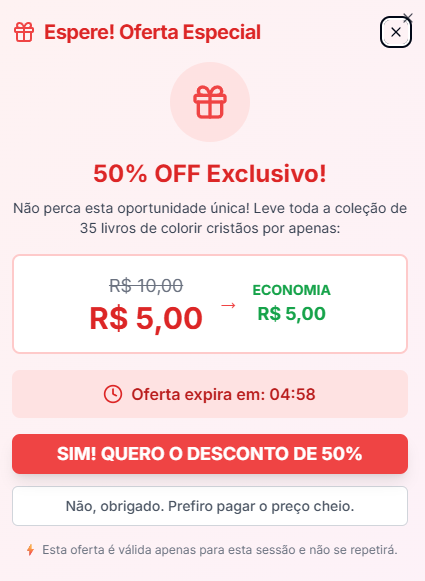 Espere! Oferta Especial
50% OFF Exclusivo!
Não perca esta oportunidade única! Leve toda a coleção de
35 livros de colorir cristãos por apenas:
R$ 10,00
R$ 5,00
→
ECONOMIA
R$ 5,00
Oferta expira em: 04:58
SIM! QUERO O DESCONTO DE 50%
Não, obrigado. Prefiro pagar o preço cheio.
Esta oferta é válida apenas para esta sessão e não se repetirá.